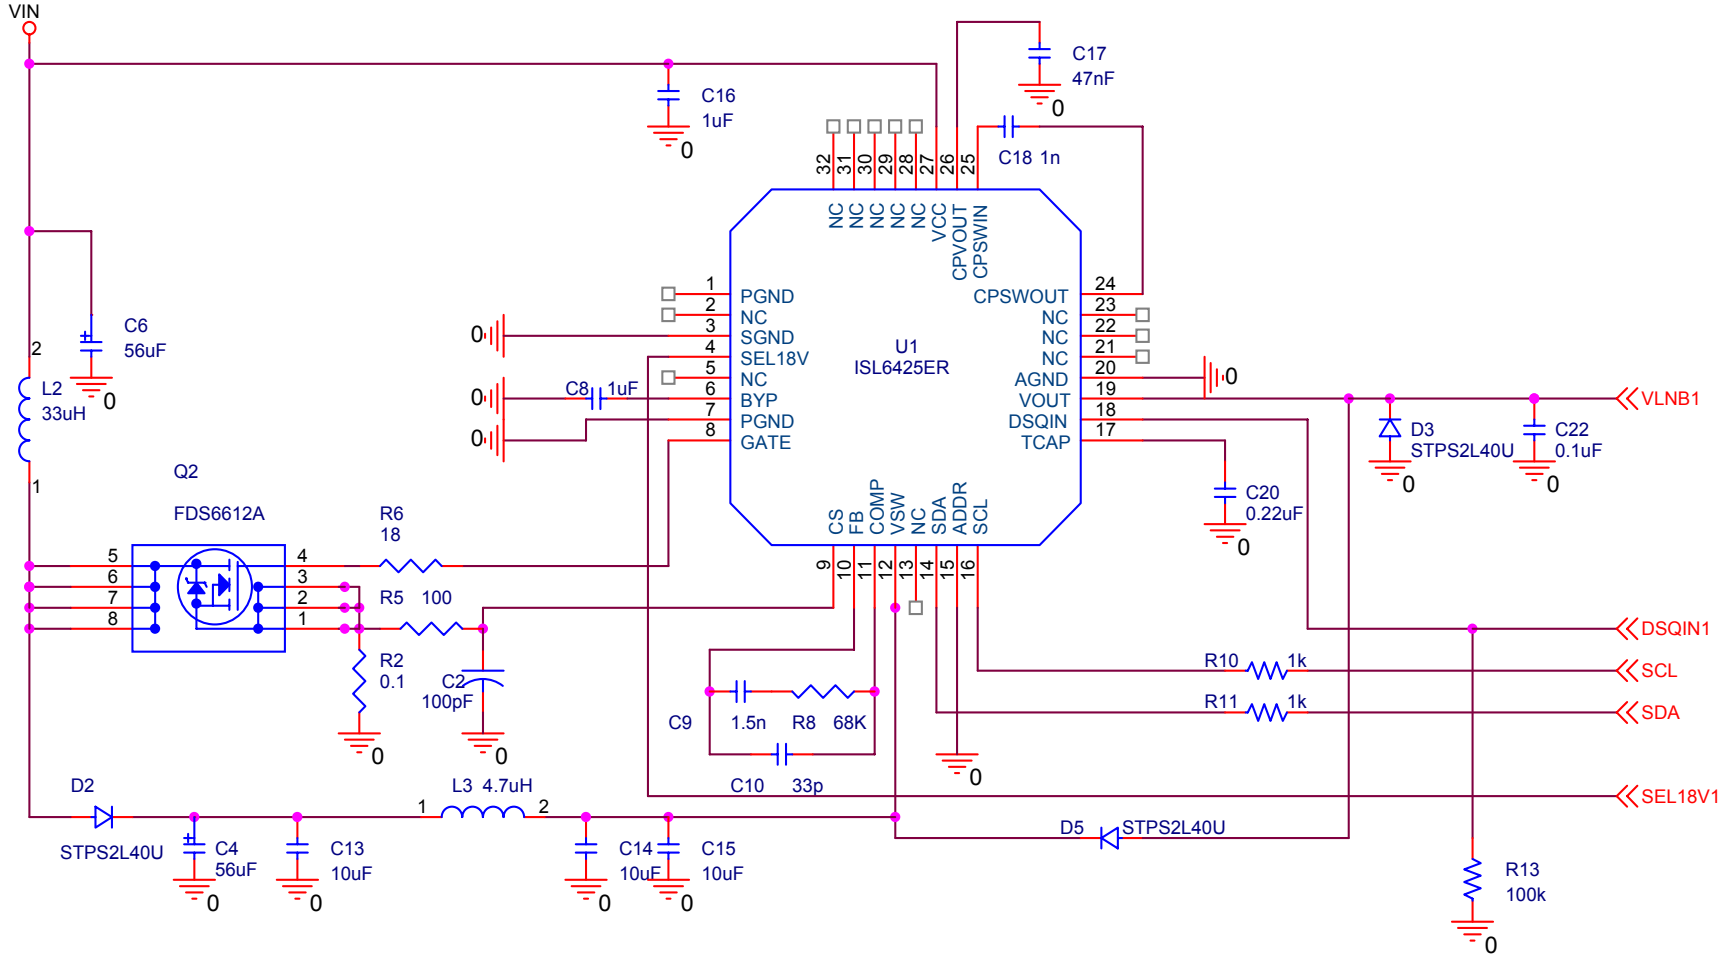 VIN
C17
47nF
0
C16
1uF
0
C18 1n
32
31
30
29
28
27
26
25
NC
NC
NC
NC
NC
VCC
CPVOUT
CPSWIN
1
PGND
2
NC
3
SGND
0
4
SEL18V
5
NC
6
BYP
0
C8
1uF
7
PGND
0
8
GATE
U1
ISL6425ER
CPSWOUT
24
NC
23
NC
22
NC
21
AGND
20
0
VOUT
19
DSQIN
18
TCAP
17
VLNB1
C6
56uF
0
2
L2
33uH
1
D3
STPS2L40U
0
C22
0.1uF
0
C20
0.22uF
0
Q2
FDS6612A
R6
18
5
6
7
8
4
3
2
1
R5 100
R2
0.1
0
C2
100pF
0
CS
FB
COMP
VSW
NC
SDA
ADDR
SCL
9
10
11
12
13
14
15
16
DSQIN1
R10
1k
SCL
R11
1k
SDA
C9
1.5n
R8
68K
C10
33p
0
SEL18V1
D2
STPS2L40U
L3 4.7uH
1
2
C4
56uF
0
C13
10uF
0
C14
10uF
0
C15
10uF
0
D5
STPS2L40U
R13
100k
0